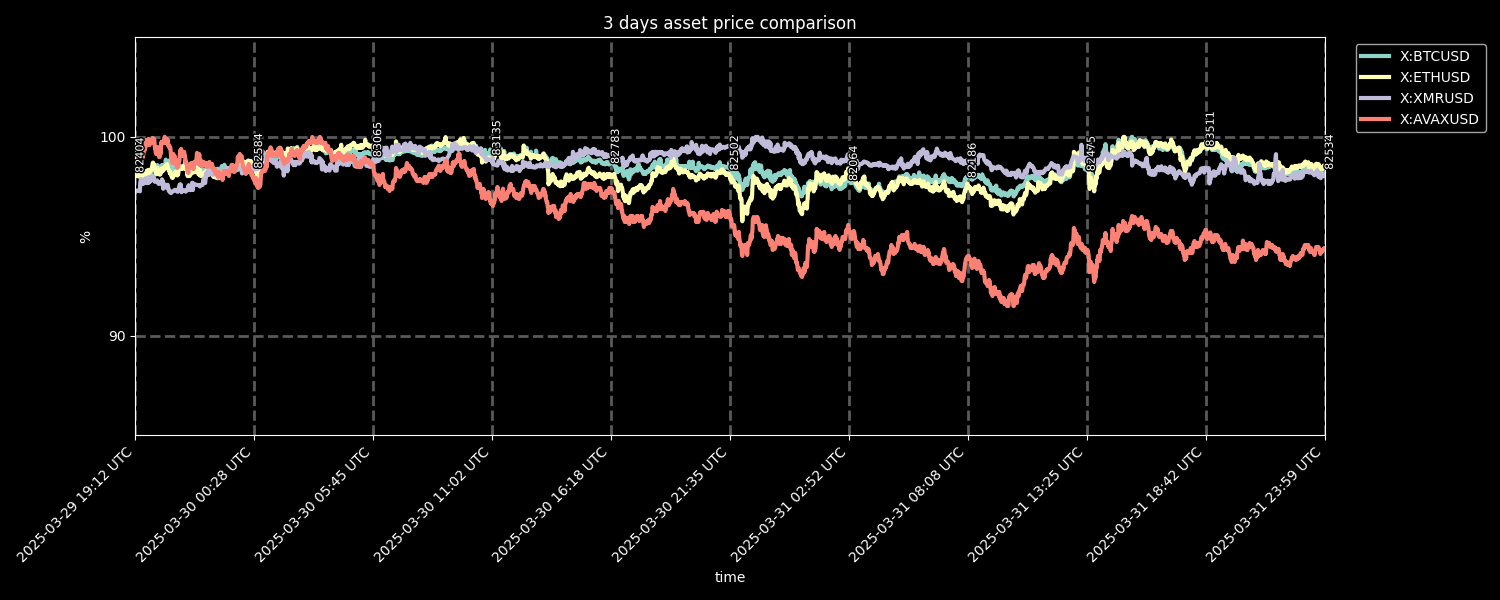 3 days asset price comparison
X:BTCUSD
X:ETHUSD
X:XMRUSD
X:AVAXUSD
100
90
%
82404
82584
83065
83135
82783
82502
82064
82186
82475
83511
82534
2025-03-29 19:12 UTC
2025-03-30 00:28 UTC
2025-03-30 05:45 UTC
2025-03-30 11:02 UTC
2025-03-30 16:18 UTC
2025-03-30 21:35 UTC
2025-03-31 02:52 UTC
2025-03-31 08:08 UTC
2025-03-31 13:25 UTC
2025-03-31 18:42 UTC
2025-03-31 23:59 UTC
time